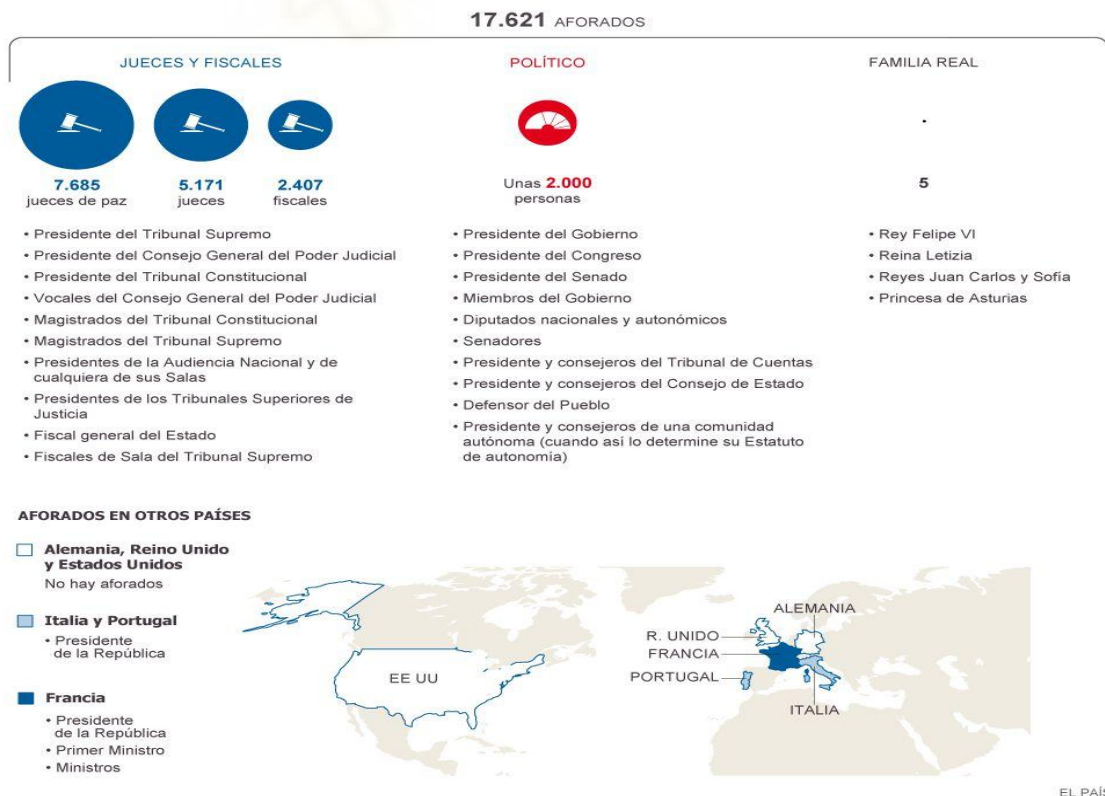 17.621 AFORADOS
JUECES Y FISCALES
7.685
jueces de paz
5.171
jueces
2.407
fiscales
• Presidente del Tribunal Supremo
• Presidente del Consejo General del Poder Judicial
• Presidente del Tribunal Constitucional
• Vocales del Consejo General del Poder Judicial
• Magistrados del Tribunal Constitucional
• Magistrados del Tribunal Supremo
• Presidentes de la Audiencia Nacional y de
cualquiera de sus Salas
• Presidentes de los Tribunales Superiores de
Justicia
• Fiscal general del Estado
• Fiscales de Sala del Tribunal Supremo
POLÍTICO
Unas 2.000
personas
• Presidente del Gobierno
• Presidente del Congreso
• Presidente del Senado
• Miembros del Gobierno
• Diputados nacionales y autonómicos
• Senadores
• Presidente y consejeros del Tribunal de Cuentas
• Presidente y consejeros del Consejo de Estado
• Defensor del Pueblo
• Presidente y consejeros de una comunidad
autónoma (cuando así lo determine su Estatuto
de autonomía)
FAMILIA REAL
5
• Rey Felipe VI
• Reina Letizia
• Reyes Juan Carlos y Sofía
• Princesa de Asturias
AFORADOS EN OTROS PAÍSES
Alemania, Reino Unido
y Estados Unidos
No hay aforados
Italia y Portugal
• Presidente
de la República
Francia
• Presidente
de la República
• Primer Ministro
• Ministros
EE UU
ALEMANIA
R. UNIDO
FRANCIA
PORTUGAL
ITALIA
EL PAÍS